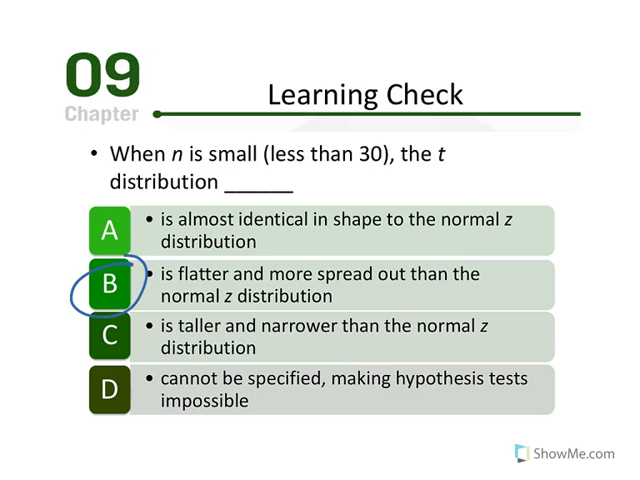 09
Chapter
Learning Check
• When n is small (less than 30), the t
distribution ______
A
• is almost identical in shape to the normal z
distribution
B
• is flatter and more spread out than the
normal z distribution
C
• is taller and narrower than the normal z
distribution
D
• cannot be specified, making hypothesis tests
impossible
ShowMe.com